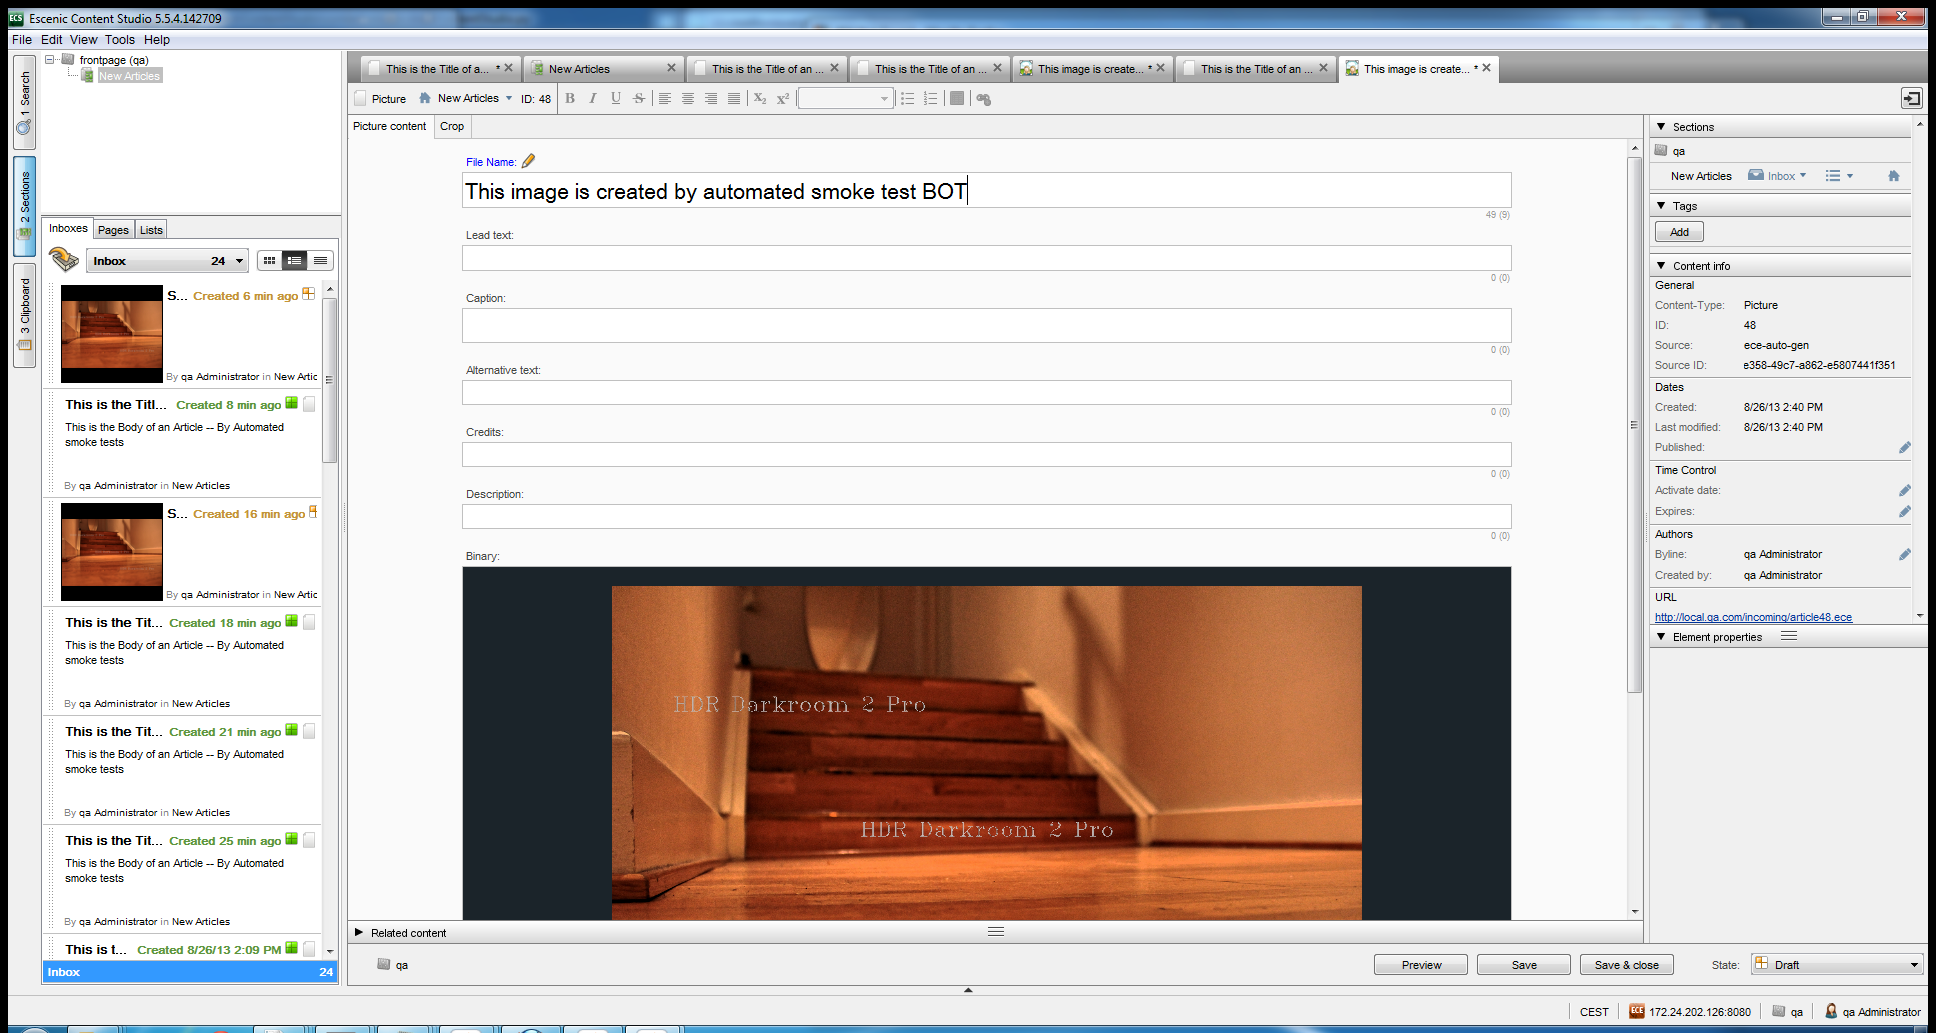 Escenic Content Studio 5.5.4.142709
File Edit View Tools Help
1 Search
2 Sections
3 Clipboard
frontpage (qa)
New Articles
Inboxes Pages Lists
Inbox 24
S... Created 6 min ago
By qa Administrator in New Artic
This is the Titl... Created 8 min ago
This is the Body of an Article -- By Automated
smoke tests
By qa Administrator in New Articles
S... Created 16 min ago
By qa Administrator in New Artic
This is the Tit... Created 18 min ago
This is the Body of an Article -- By Automated
smoke tests
By qa Administrator in New Articles
This is the Tit... Created 21 min ago
This is the Body of an Article -- By Automated
smoke tests
By qa Administrator in New Articles
This is the Tit... Created 25 min ago
This is the Body of an Article -- By Automated
smoke tests
By qa Administrator in New Articles
This is t... Created 8/26/13 2:09 PM
Inbox 24
This is the Title of a... * New Articles This is the Title of an ... This is the Title of an ... This image is create... * This is the Title of an ... This image is create... *
Picture New Articles ID: 48 B I U S X2 X2
Picture content Crop
File Name:
This image is created by automated smoke test BOT
49 (9)
Lead text:
0 (0)
Caption:
0 (0)
Alternative text:
0 (0)
Credits:
0 (0)
Description:
0 (0)
Binary:
HDR Darkroom 2 Pro
HDR Darkroom 2 Pro
Related content
qa
Preview Save Save & close State: Draft
Sections
qa
New Articles Inbox
Tags
Add
Content info
General
Content-Type: Picture
ID: 48
Source: ece-auto-gen
Source ID: e358-49c7-a862-e5807441f351
Dates
Created: 8/26/13 2:40 PM
Last modified: 8/26/13 2:40 PM
Published:
Time Control
Activate date:
Expires:
Authors
Byline: qa Administrator
Created by: qa Administrator
URL
http://local.qa.com/incoming/article48.ece
Element properties
CEST ECE 172.24.202.126:8080 qa qa Administrator